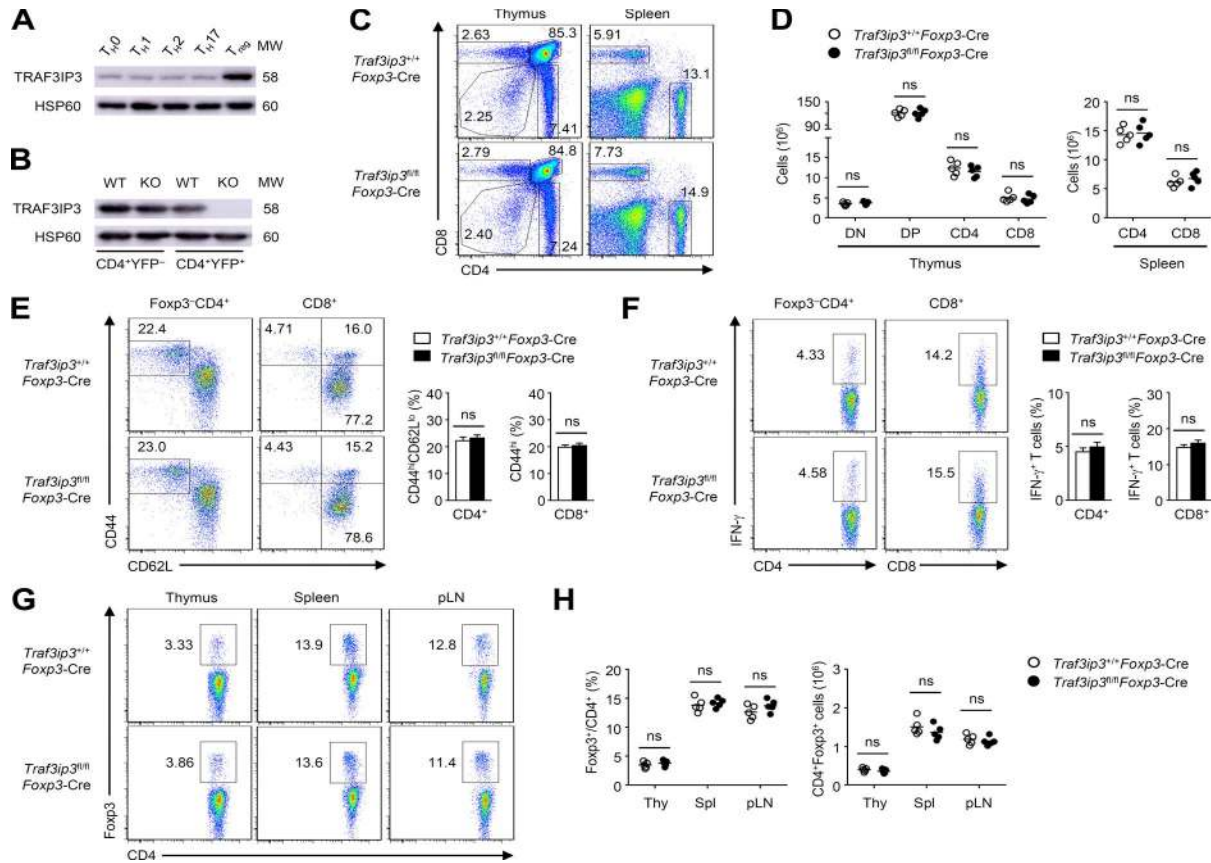 A
T_H0 T_H1 T_H2 T_H17 T_reg MW
TRAF3IP3 58
HSP60 60
B
WT KO WT KO MW
TRAF3IP3 58
HSP60 60
CD4⁺YFP⁻ CD4⁺YFP⁺
C
Thymus Spleen
Traf3ip3⁺/⁺
Foxp3-Cre
2.63 85.3 5.91
13.1
2.25 7.41
Traf3ip3ᶠˡ/ᶠˡ
Foxp3-Cre
2.79 84.8 7.73
14.9
2.40 7.24
CD8
CD4
D
Traf3ip3⁺/⁺Foxp3-Cre
Traf3ip3ᶠˡ/ᶠˡFoxp3-Cre
Cells (10⁶)
150
90
15
10
5
0
ns ns ns ns
DN DP CD4 CD8
Thymus
Cells (10⁶)
20
15
10
5
0
ns ns
CD4 CD8
Spleen
E
Foxp3⁻CD4⁺ CD8⁺
Traf3ip3⁺/⁺
Foxp3-Cre
22.4 4.71 16.0
77.2
Traf3ip3ᶠˡ/ᶠˡ
Foxp3-Cre
23.0 4.43 15.2
78.6
CD44
CD62L
Traf3ip3⁺/⁺Foxp3-Cre
Traf3ip3ᶠˡ/ᶠˡFoxp3-Cre
CD44ʰⁱCD62Lˡᵒ (%)
40
30
20
10
0
ns
CD4⁺
CD44ʰⁱ (%)
40
30
20
10
0
ns
CD8⁺
F
Foxp3⁻CD4⁺ CD8⁺
Traf3ip3⁺/⁺
Foxp3-Cre
4.33 14.2
Traf3ip3ᶠˡ/ᶠˡ
Foxp3-Cre
4.58 15.5
IFN-γ
CD4 CD8
Traf3ip3⁺/⁺Foxp3-Cre
Traf3ip3ᶠˡ/ᶠˡFoxp3-Cre
IFN-γ⁺ T cells (%)
10
5
0
ns
CD4⁺
IFN-γ⁺ T cells (%)
30
20
10
0
ns
CD8⁺
G
Thymus Spleen pLN
Traf3ip3⁺/⁺
Foxp3-Cre
3.33 13.9 12.8
Traf3ip3ᶠˡ/ᶠˡ
Foxp3-Cre
3.86 13.6 11.4
Foxp3
CD4
H
Foxp3⁺/CD4⁺ (%)
20
15
10
5
0
ns ns ns
Thy Spl pLN
CD4⁺Foxp3⁺ cells (10⁶)
3
2
1
0
ns ns ns
Thy Spl pLN
Traf3ip3⁺/⁺Foxp3-Cre
Traf3ip3ᶠˡ/ᶠˡFoxp3-Cre